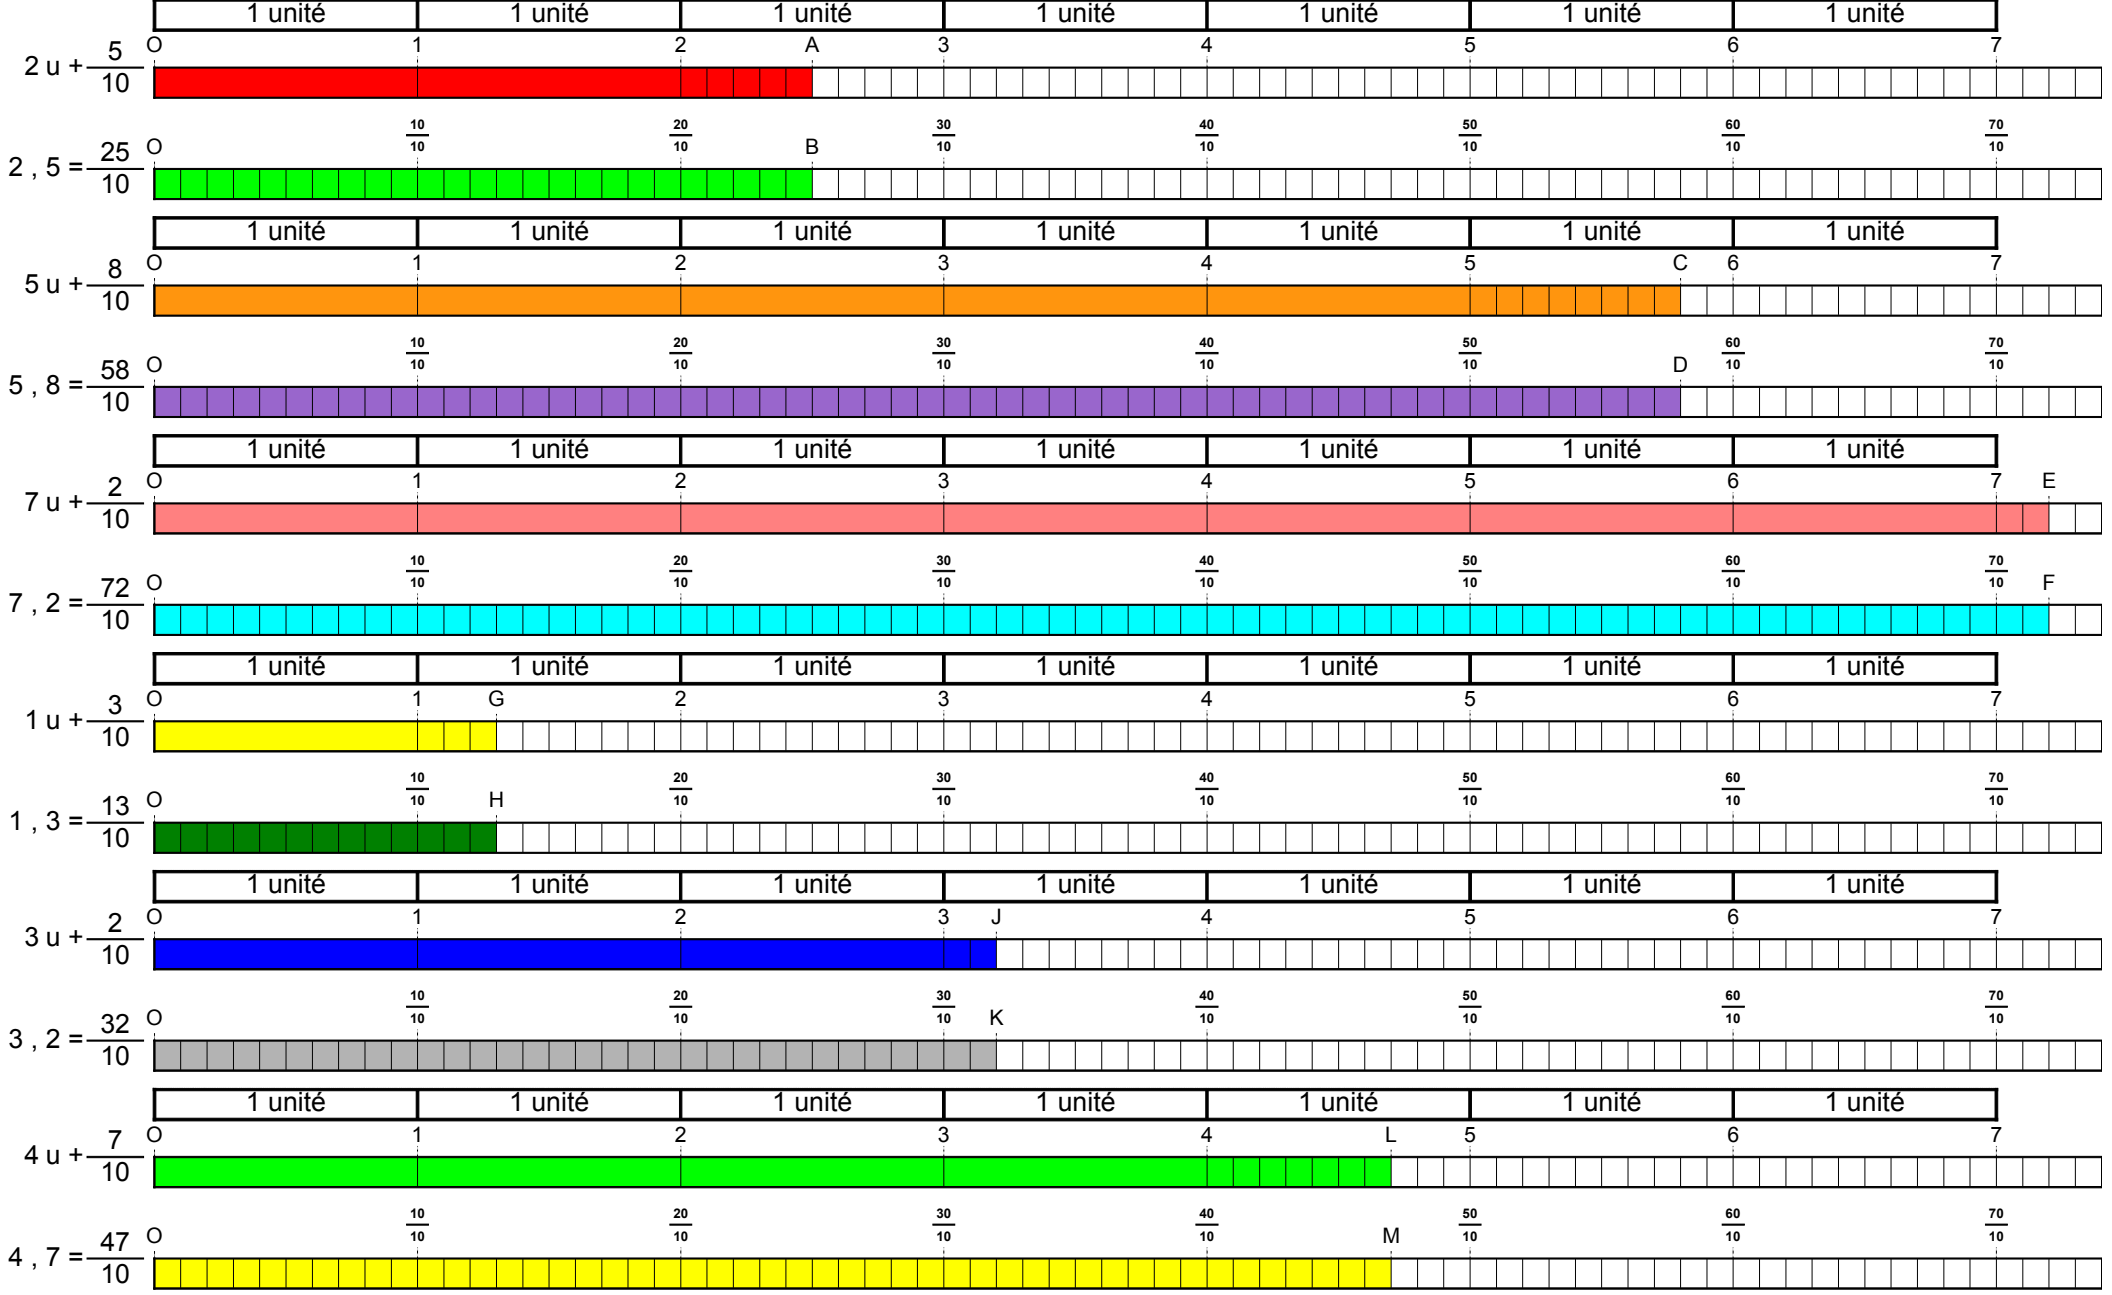 1 unité 1 unité 1 unité 1 unité 1 unité 1 unité 1 unité
O 1 2 A 3 4 5 6 7
2 u + 5/10
10/10 20/10 30/10 40/10 50/10 60/10 70/10
O B
2 , 5 = 25/10
1 unité 1 unité 1 unité 1 unité 1 unité 1 unité 1 unité
O 1 2 3 4 5 C 6 7
5 u + 8/10
10/10 20/10 30/10 40/10 50/10 60/10 70/10
O D
5 , 8 = 58/10
1 unité 1 unité 1 unité 1 unité 1 unité 1 unité 1 unité
O 1 2 3 4 5 6 7 E
7 u + 2/10
10/10 20/10 30/10 40/10 50/10 60/10 70/10
O F
7 , 2 = 72/10
1 unité 1 unité 1 unité 1 unité 1 unité 1 unité 1 unité
O 1 G 2 3 4 5 6 7
1 u + 3/10
10/10 20/10 30/10 40/10 50/10 60/10 70/10
O H
1 , 3 = 13/10
1 unité 1 unité 1 unité 1 unité 1 unité 1 unité 1 unité
O 1 2 3 J 4 5 6 7
3 u + 2/10
10/10 20/10 30/10 40/10 50/10 60/10 70/10
O K
3 , 2 = 32/10
1 unité 1 unité 1 unité 1 unité 1 unité 1 unité 1 unité
O 1 2 3 4 L 5 6 7
4 u + 7/10
10/10 20/10 30/10 40/10 50/10 60/10 70/10
O M
4 , 7 = 47/10